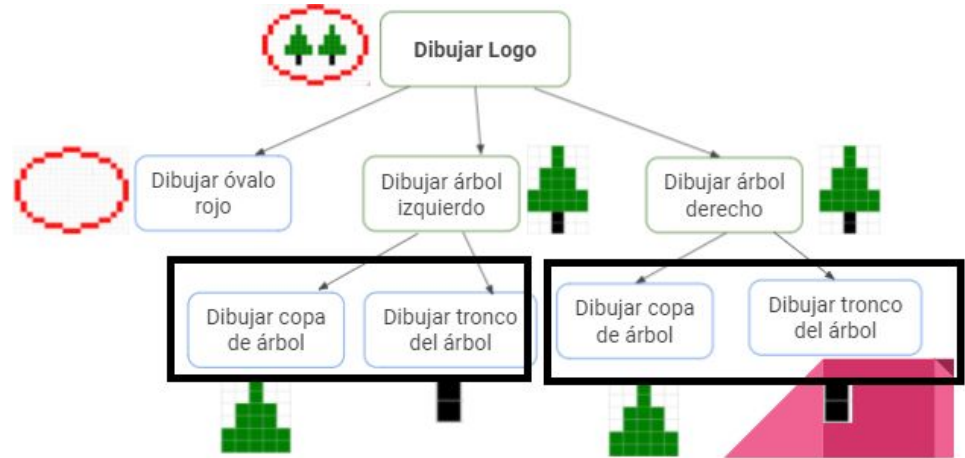 Dibujar Logo
Dibujar óvalo
rojo
Dibujar árbol
izquierdo
Dibujar árbol
derecho
Dibujar copa
de árbol
Dibujar tronco
del árbol
Dibujar copa
de árbol
Dibujar tronco
del árbol